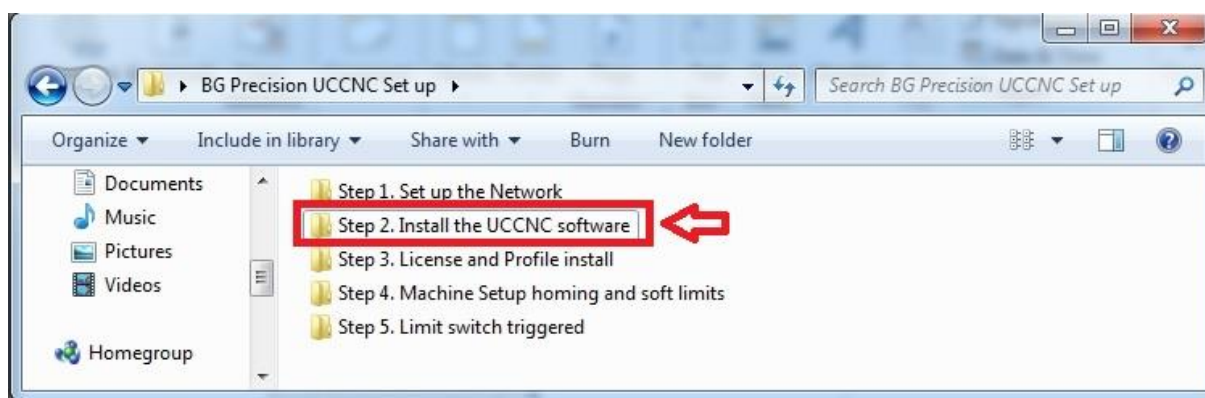 BG Precision UCCNC Set up
Search BG Precision UCCNC Set up
Organize
Include in library
Share with
Burn
New folder
Documents
Music
Pictures
Videos
Homegroup
Step 1. Set up the Network
Step 2. Install the UCCNC software
Step 3. License and Profile install
Step 4. Machine Setup homing and soft limits
Step 5. Limit switch triggered